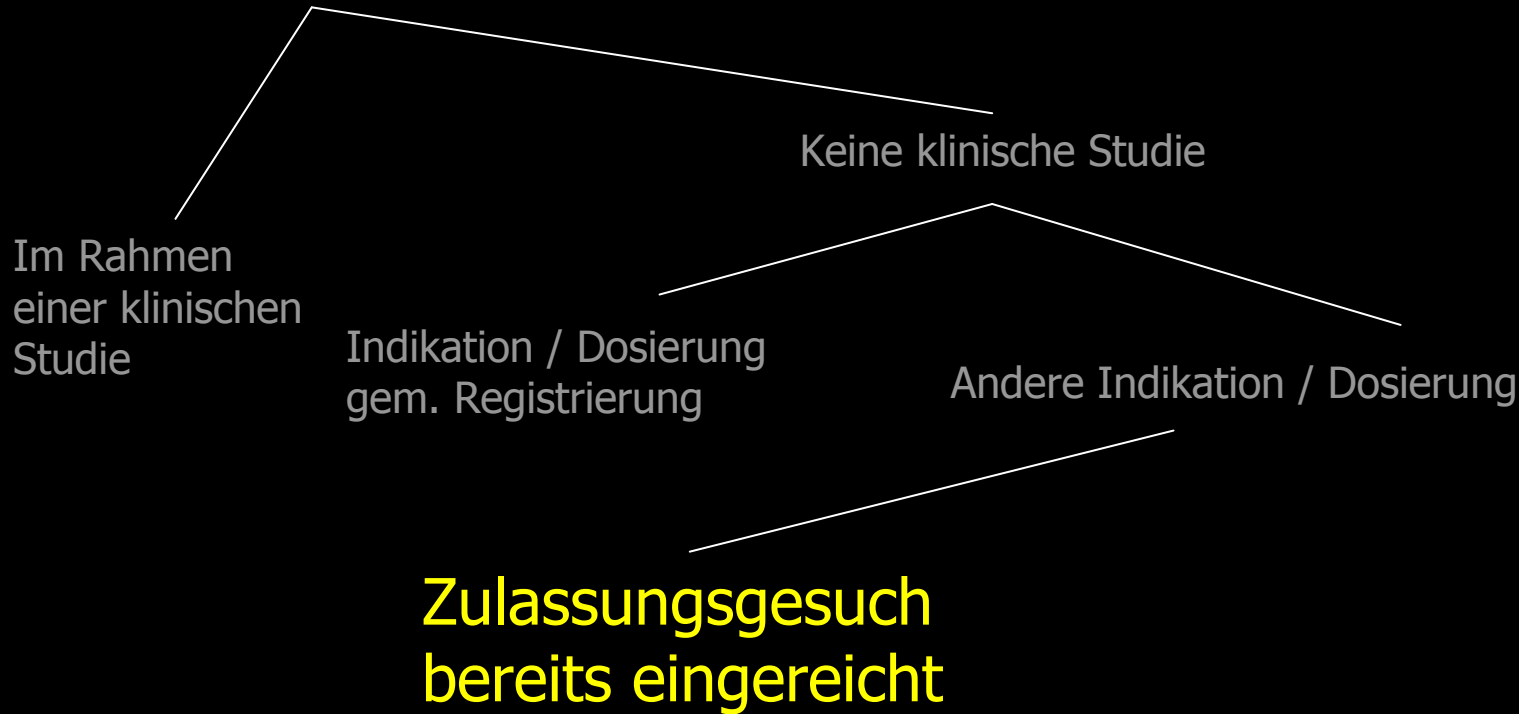 Keine klinische Studie
Im Rahmen
einer klinischen
Studie
Indikation / Dosierung
gem. Registrierung
Andere Indikation / Dosierung
Zulassungsgesuch
bereits eingereicht